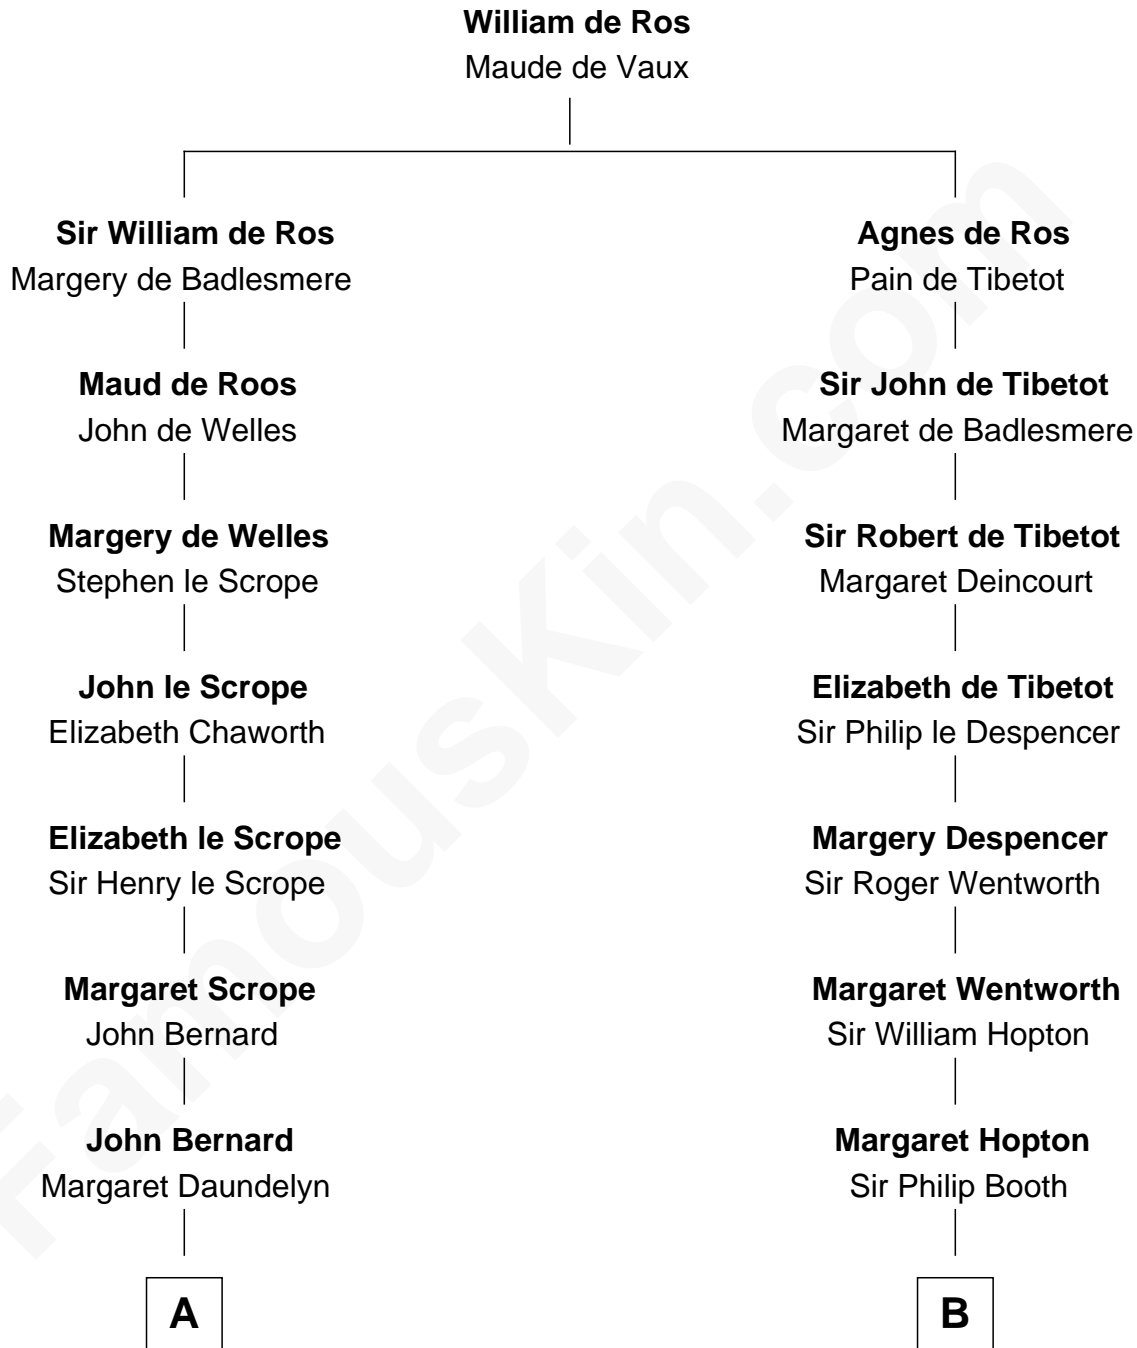 William de Ros
Maude de Vaux
Sir William de Ros
Margery de Badlesmere
Maud de Roos
John de Welles
Margery de Welles
Stephen le Scrope
John le Scrope
Elizabeth Chaworth
Elizabeth le Scrope
Sir Henry le Scrope
Margaret Scrope
John Bernard
John Bernard
Margaret Daundelyn
A
Agnes de Ros
Pain de Tibetot
Sir John de Tibetot
Margaret de Badlesmere
Sir Robert de Tibetot
Margaret Deincourt
Elizabeth de Tibetot
Sir Philip le Despencer
Margery Despencer
Sir Roger Wentworth
Margaret Wentworth
Sir William Hopton
Margaret Hopton
Sir Philip Booth
B
FamousKin.com